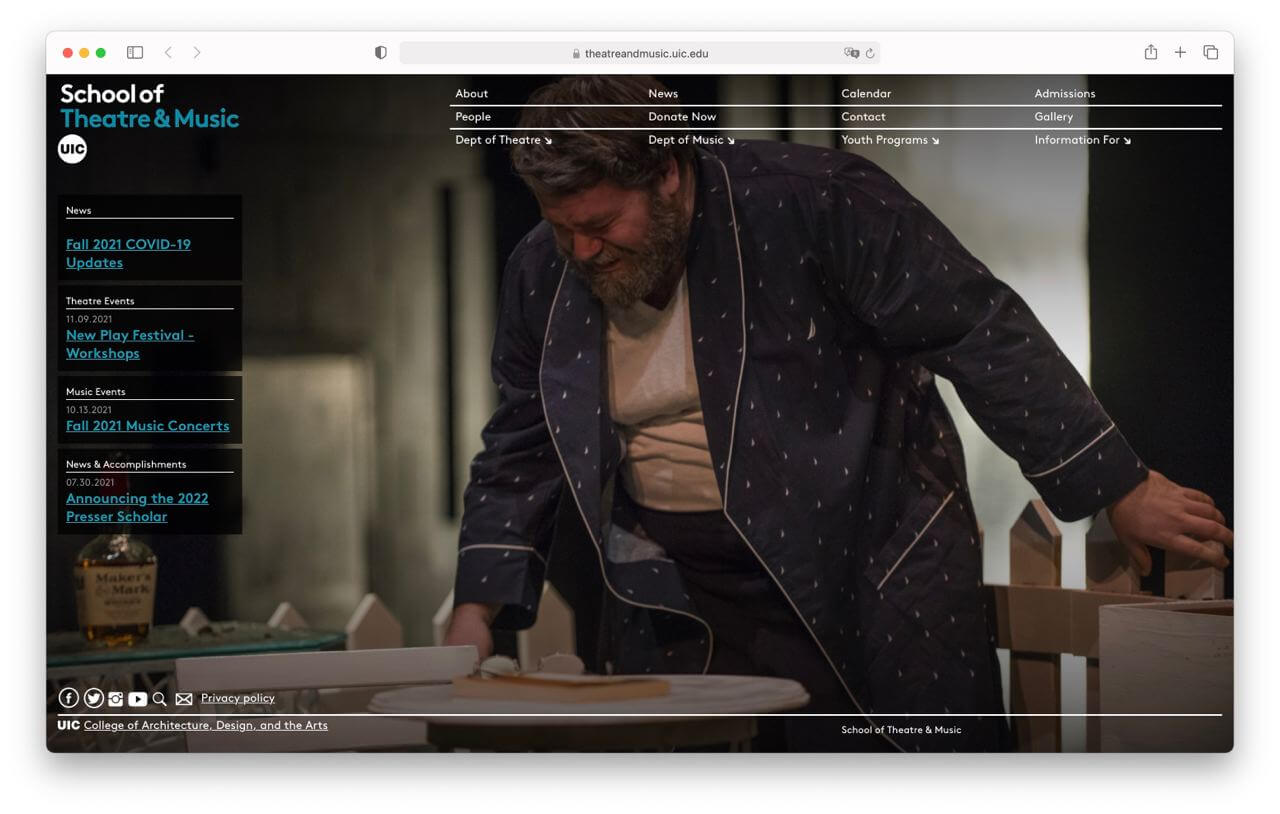 theatreandmusic.uic.edu
School of
Theatre & Music
UIC
About
News
Calendar
Admissions
People
Donate Now
Contact
Gallery
Dept of Theatre ↘
Dept of Music ↘
Youth Programs ↘
Information For ↘
News
Fall 2021 COVID-19
Updates
Theatre Events
11.09.2021
New Play Festival -
Workshops
Music Events
10.13.2021
Fall 2021 Music Concerts
News & Accomplishments
07.30.2021
Announcing the 2022
Presser Scholar
Maker's
Mark
Privacy policy
UIC College of Architecture, Design, and the Arts
School of Theatre & Music